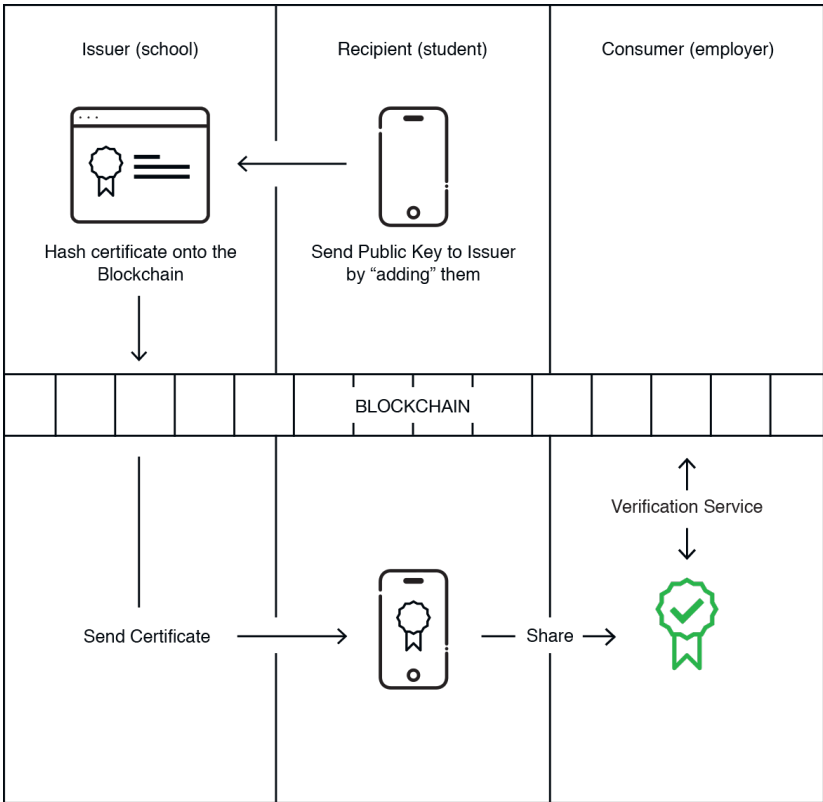 Issuer (school)
Recipient (student)
Consumer (employer)
Hash certificate onto the
Blockchain
Send Public Key to Issuer
by “adding” them
BLOCKCHAIN
Verification Service
Send Certificate
Share